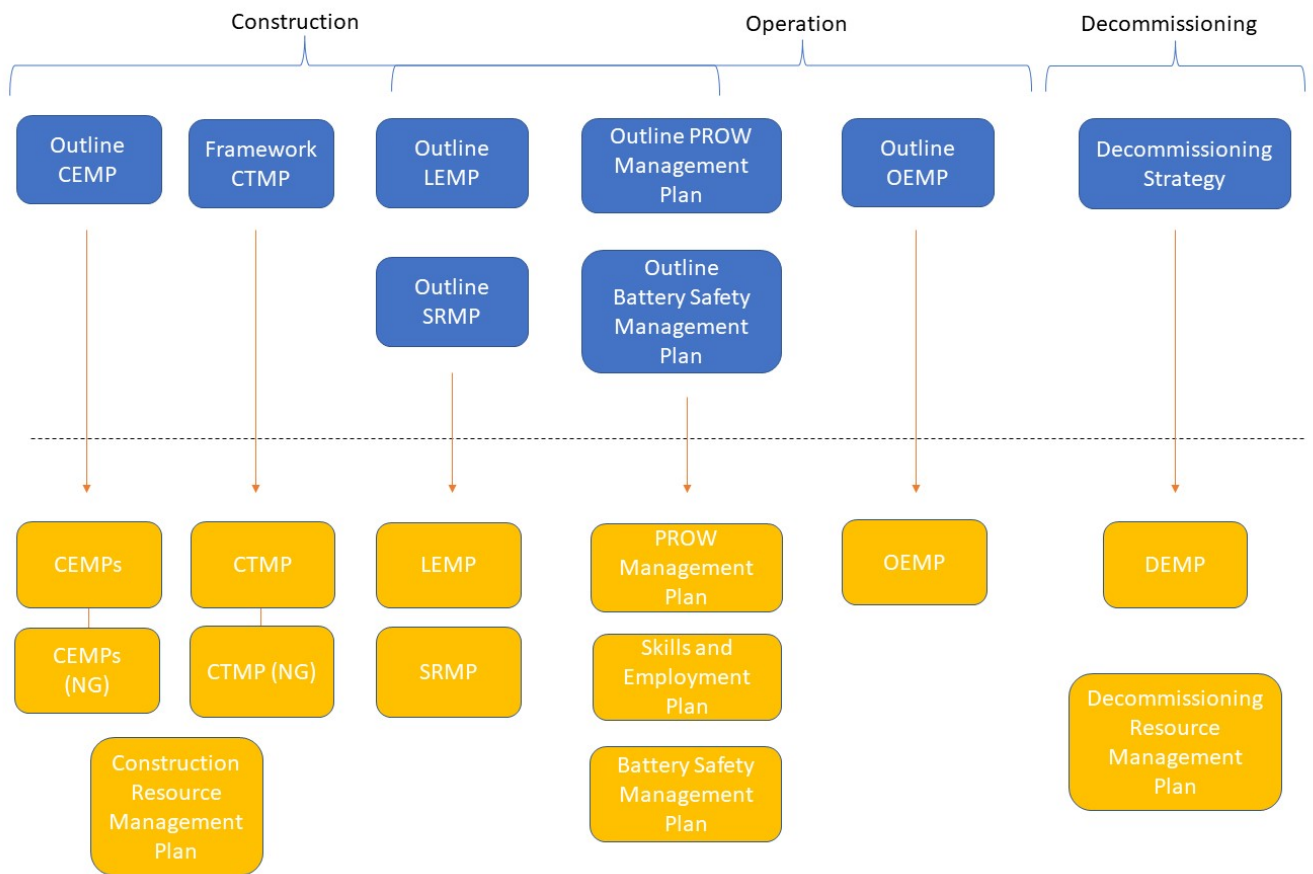 Construction
Operation
Decommissioning
Outline
CEMP
Framework
CTMP
Outline
LEMP
Outline PROW
Management
Plan
Outline
OEMP
Decommissioning
Strategy
Outline
SRMP
Outline
Battery Safety
Management
Plan
CEMPs
CTMP
LEMP
PROW
Management
Plan
OEMP
DEMP
CEMPs
(NG)
CTMP (NG)
SRMP
Skills and
Employment
Plan
Decommissioning
Resource
Management
Plan
Construction
Resource
Management
Plan
Battery Safety
Management
Plan